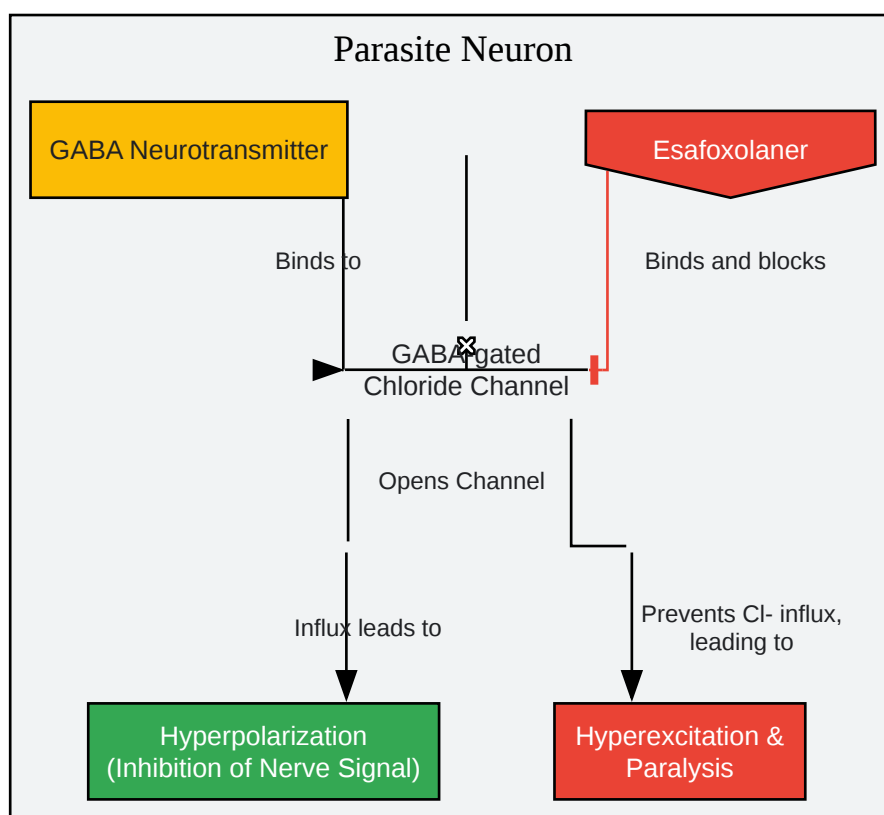 Parasite Neuron
GABA Neurotransmitter
Esafoxolaner
Binds to
Binds and blocks
GABA-gated
Chloride Channel
Opens Channel
Influx leads to
Prevents Cl- influx,
leading to
Hyperpolarization
(Inhibition of Nerve Signal)
Hyperexcitation &
Paralysis